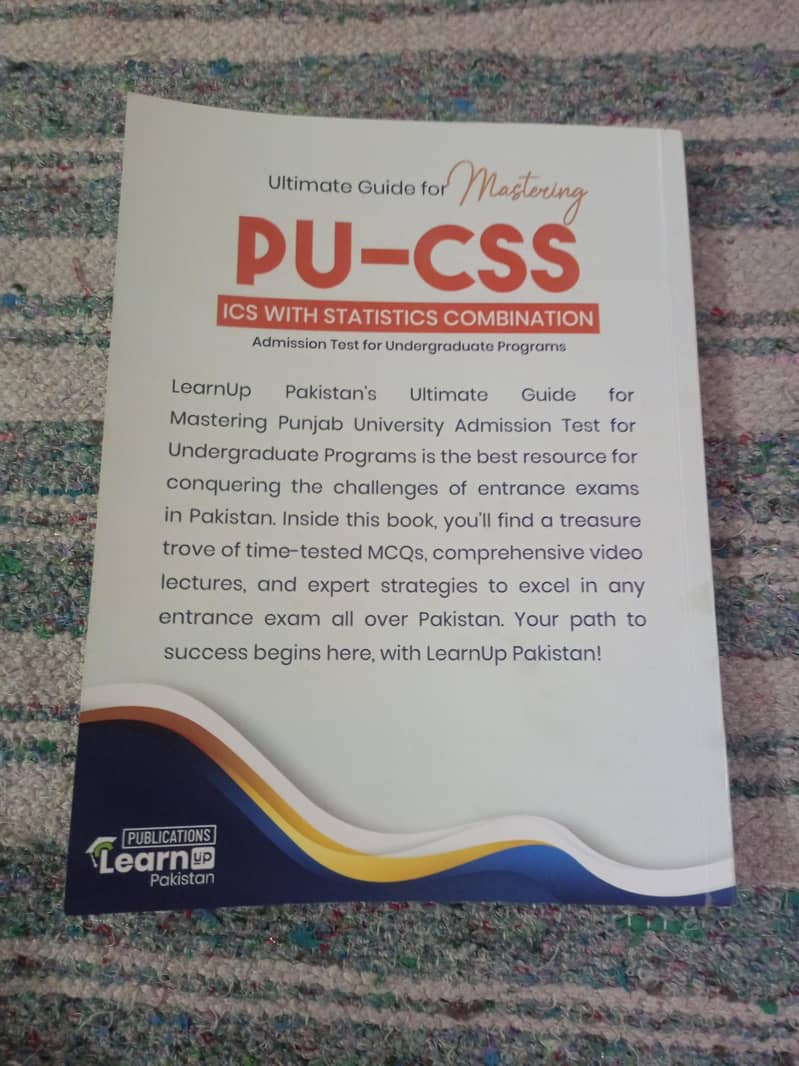 Ultimate Guide for Mastering
PU-CSS
ICS WITH STATISTICS COMBINATION
Admission Test for Undergraduate Programs
LearnUp Pakistan's Ultimate Guide for
Mastering Punjab University Admission Test for
Undergraduate Programs is the best resource for
conquering the challenges of entrance exams
in Pakistan. Inside this book, you'll find a treasure
trove of time-tested MCQs, comprehensive video
lectures, and expert strategies to excel in any
entrance exam all over Pakistan. Your path to
success begins here, with LearnUp Pakistan!
PUBLICATIONS
Learn up
Pakistan